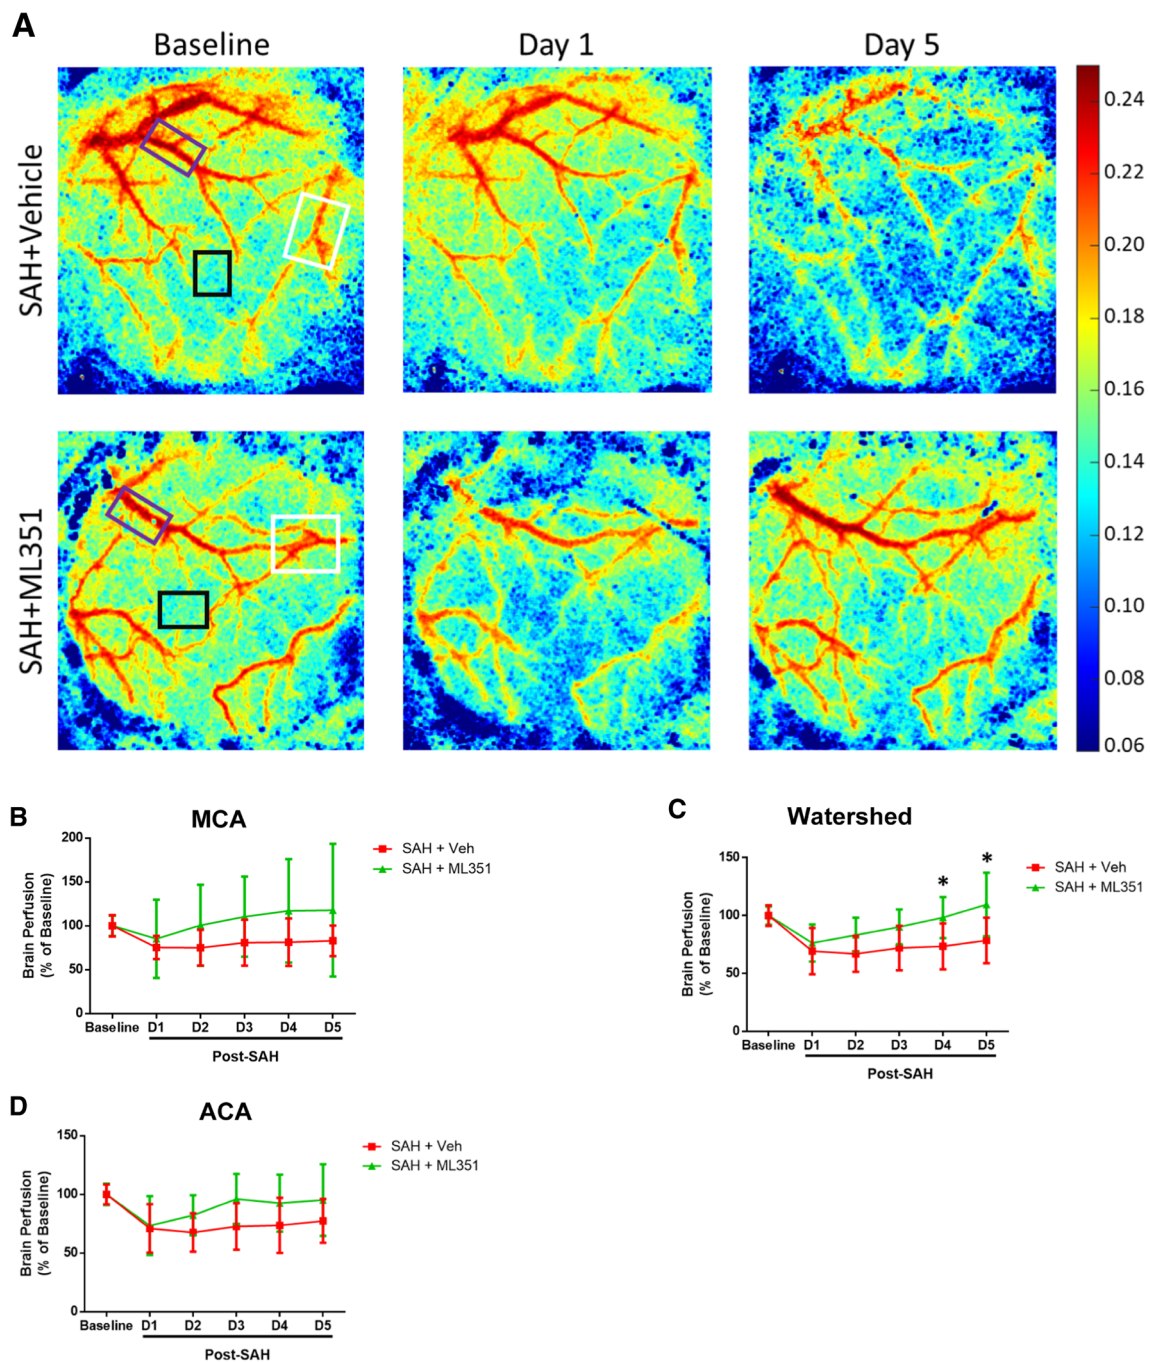 A
Baseline
Day 1
Day 5
SAH+Vehicle
SAH+ML351
0.24
0.22
0.20
0.18
0.16
0.14
0.12
0.10
0.08
0.06
B
MCA
Brain Perfusion
(% of Baseline)
200
150
100
50
0
Baseline D1 D2 D3 D4 D5
Post-SAH
SAH + Veh
SAH + ML351
C
Watershed
Brain Perfusion
(% of Baseline)
150
100
50
0
* *
Baseline D1 D2 D3 D4 D5
Post-SAH
SAH + Veh
SAH + ML351
D
ACA
Brain Perfusion
(% of Baseline)
150
100
50
0
Baseline D1 D2 D3 D4 D5
Post-SAH
SAH + Veh
SAH + ML351